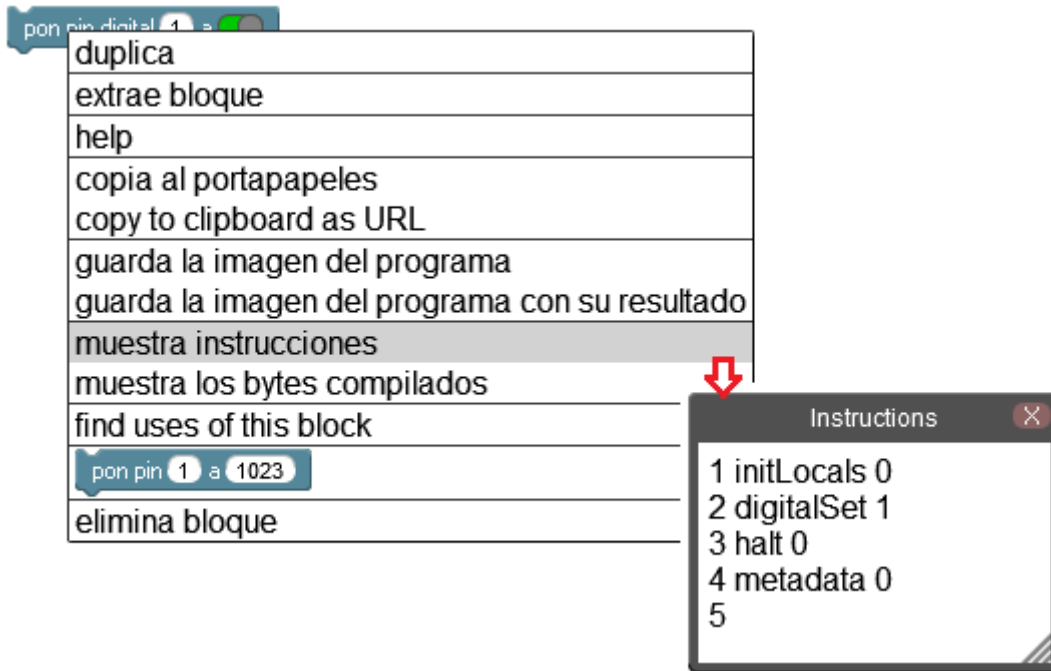 pon pin digital 1 a
duplica
extrae bloque
help
copia al portapapeles
copy to clipboard as URL
guarda la imagen del programa
guarda la imagen del programa con su resultado
muestra instrucciones
muestra los bytes compilados
find uses of this block
pon pin 1 a 1023
elimina bloque
Instructions X
1 initLocals 0
2 digitalSet 1
3 halt 0
4 metadata 0
5